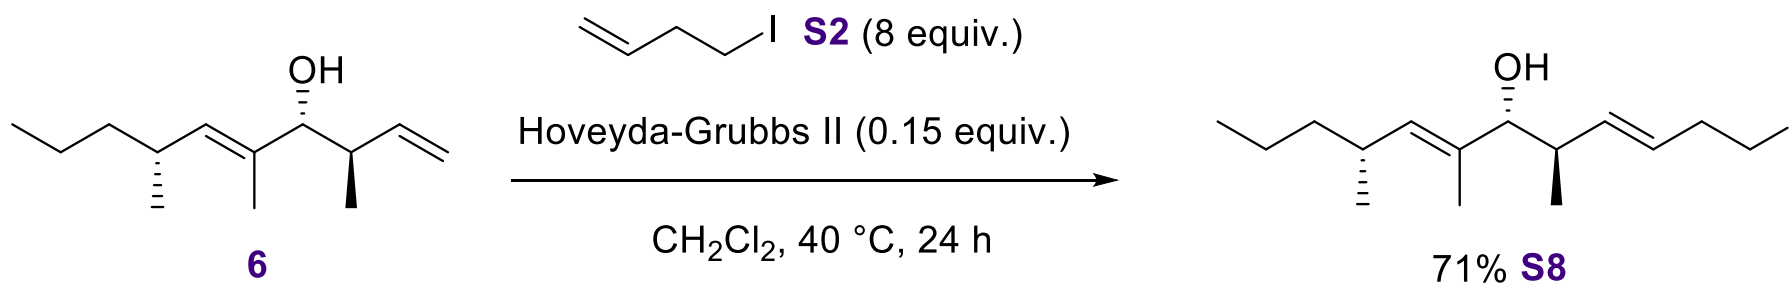 I S2 (8 equiv.)
OH
OH
Hoveyda-Grubbs II (0.15 equiv.)
CH2Cl2, 40 °C, 24 h
6
71% S8